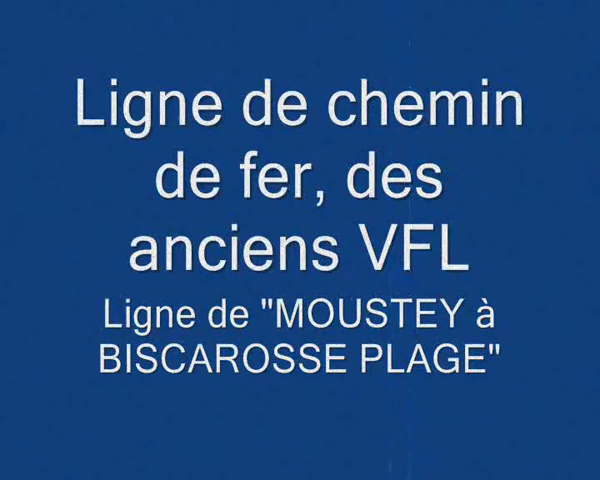 Ligne de chemin
de fer, des
anciens VFL
Ligne de "MOUSTEY à
BISCAROSSE PLAGE"